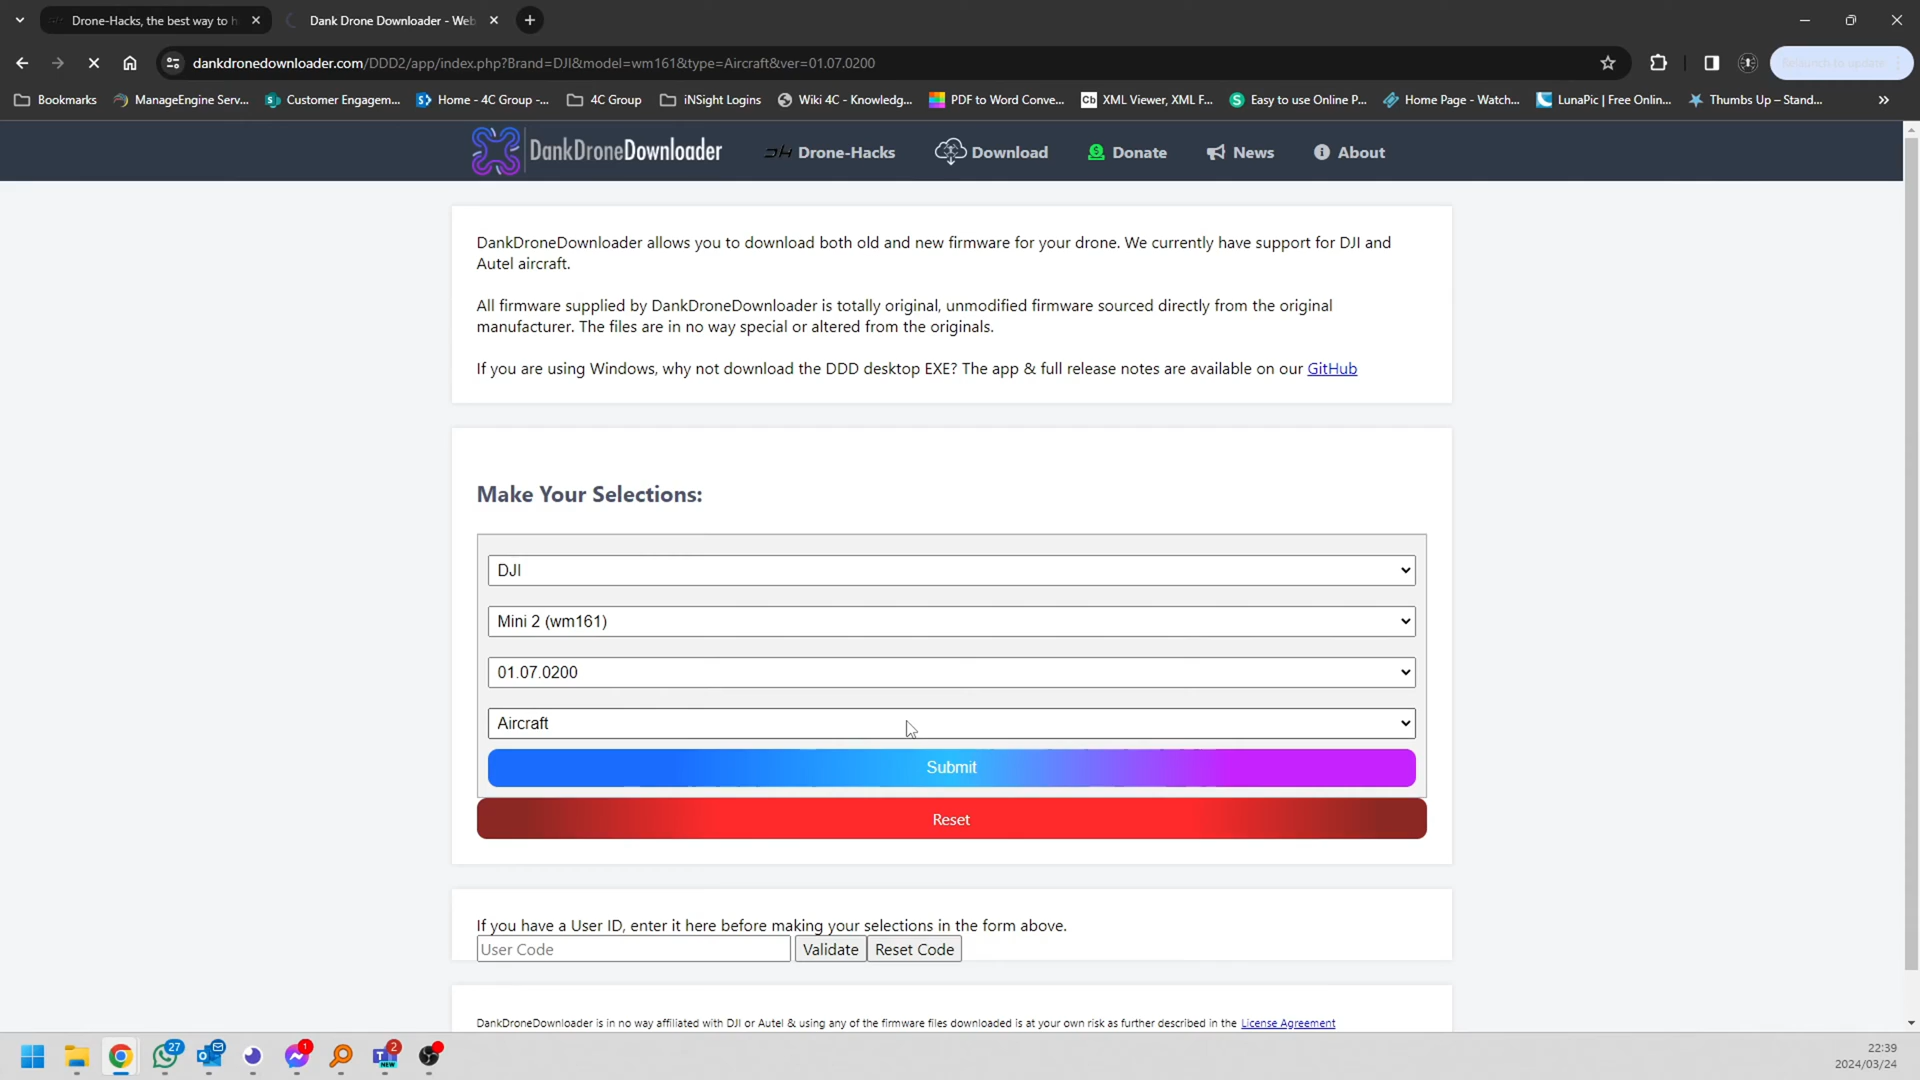 Drone-Hacks, the best way to h
Dank Drone Downloader - Web
dankdronedownloader.com/DDD2/app/index.php?Brand=DJI&model=wm161&type=Aircraft&ver=01.07.0200
Relaunch to update
Bookmarks
ManageEngine Serv...
Customer Engagem...
Home - 4C Group -...
4C Group
iNSight Logins
Wiki 4C - Knowledg...
PDF to Word Conve...
Cb
XML Viewer, XML F...
Easy to use Online P...
Home Page - Watch...
LunaPic | Free Onlin...
Thumbs Up – Stand...
DankDroneDownloader
Drone-Hacks
Download
Donate
News
About
DankDroneDownloader allows you to download both old and new firmware for your drone. We currently have support for DJI and
Autel aircraft.
All firmware supplied by DankDroneDownloader is totally original, unmodified firmware sourced directly from the original
manufacturer. The files are in no way special or altered from the originals.
If you are using Windows, why not download the DDD desktop EXE? The app & full release notes are available on our GitHub
Make Your Selections:
DJI
Mini 2 (wm161)
01.07.0200
Aircraft
Submit
Reset
If you have a User ID, enter it here before making your selections in the form above.
User Code
Validate
Reset Code
DankDroneDownloader is in no way affiliated with DJI or Autel & using any of the firmware files downloaded is at your own risk as further described in the License Agreement
27
1
2
NEW
22:39
2024/03/24